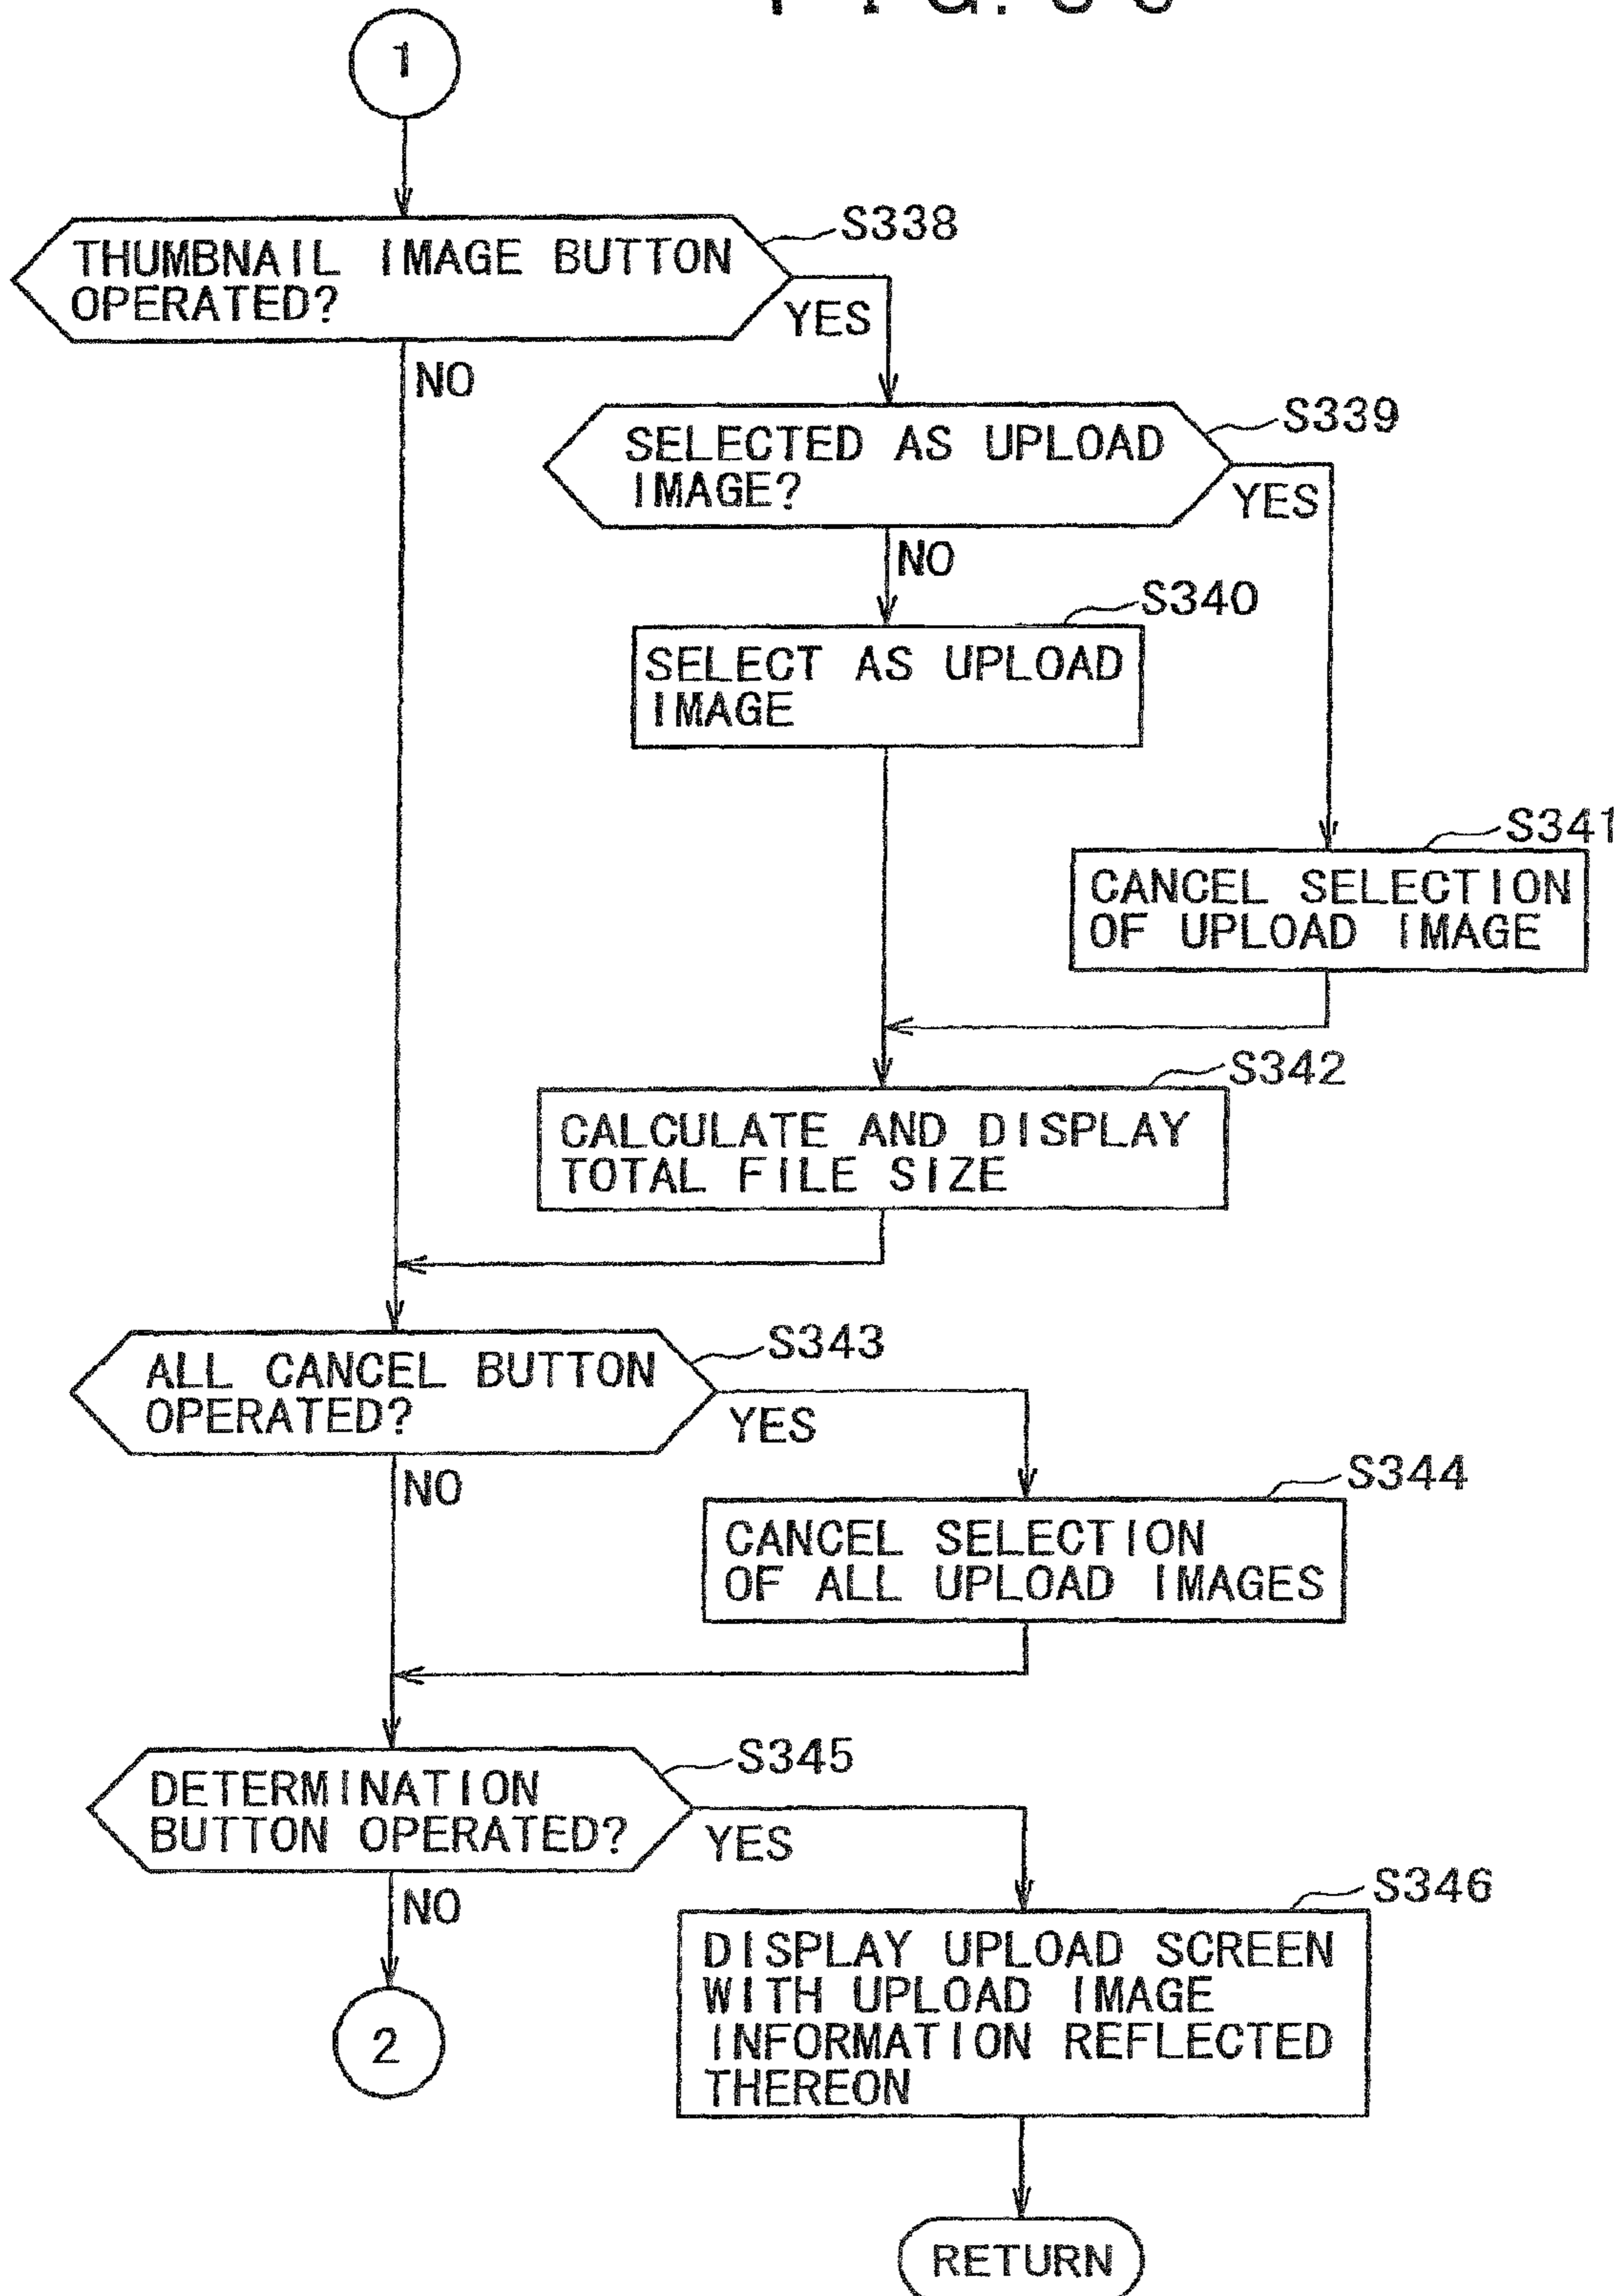 FIG.
1
S338
THUMBNAIL IMAGE BUTTON
OPERATED?
YES
NO
S339
SELECTED AS UPLOAD
IMAGE?
YES
NO
S340
SELECT AS UPLOAD
IMAGE
S341
CANCEL SELECTION
OF UPLOAD IMAGE
S342
CALCULATE AND DISPLAY
TOTAL FILE SIZE
S343
ALL CANCEL BUTTON
OPERATED?
YES
NO
S344
CANCEL SELECTION
OF ALL UPLOAD IMAGES
S345
DETERMINATION
BUTTON OPERATED?
YES
NO
S346
DISPLAY UPLOAD SCREEN
WITH UPLOAD IMAGE
INFORMATION REFLECTED
THEREON
2
RETURN